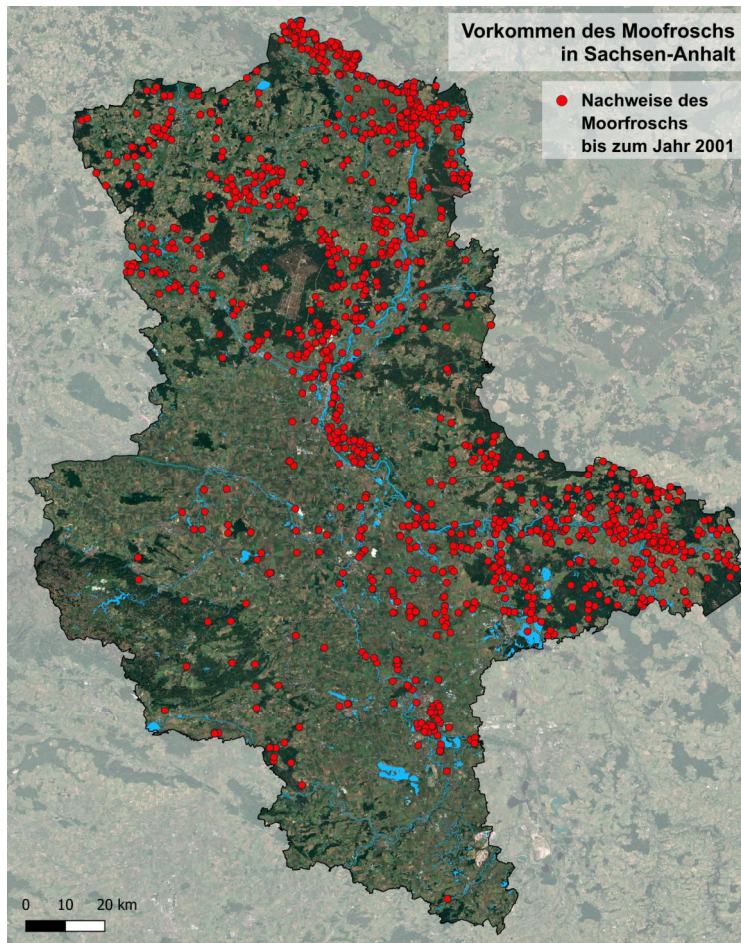 Vorkommen des Moofroschs
in Sachsen-Anhalt
Nachweise des
Moorfroschs
bis zum Jahr 2001
0 10 20 km